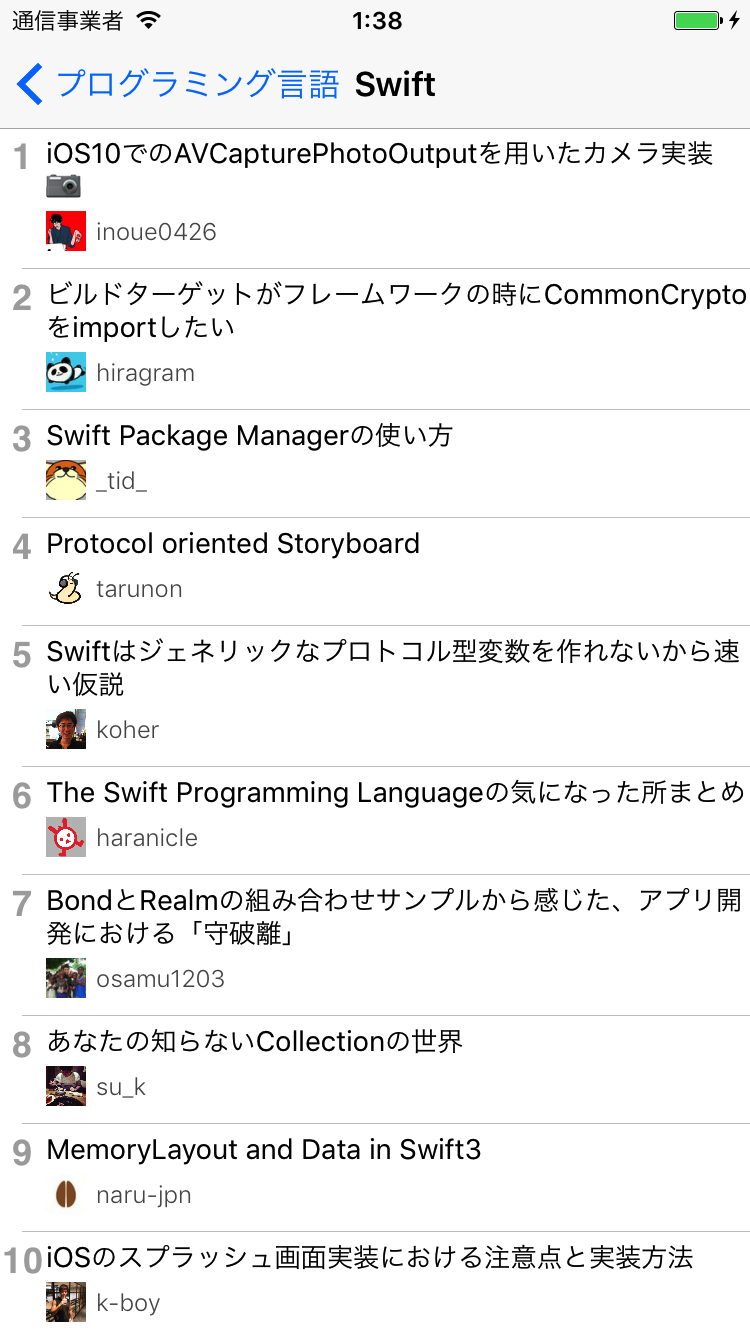 通信事業者 1:38
プログラミング言語 Swift
1 iOS10でのAVCapturePhotoOutputを用いたカメラ実装
📷
inoue0426
2 ビルドターゲットがフレームワークの時にCommonCrypto
をimportしたい
hiragram
3 Swift Package Managerの使い方
_tid_
4 Protocol oriented Storyboard
tarunon
5 Swiftはジェネリックなプロトコル型変数を作れないから速
い仮説
koher
6 The Swift Programming Languageの気になった所まとめ
haranicle
7 BondとRealmの組み合わせサンプルから感じた、アプリ開
発における「守破離」
osamu1203
8 あなたの知らないCollectionの世界
su_k
9 MemoryLayout and Data in Swift3
naru-jpn
10 iOSのスプラッシュ画面実装における注意点と実装方法
k-boy